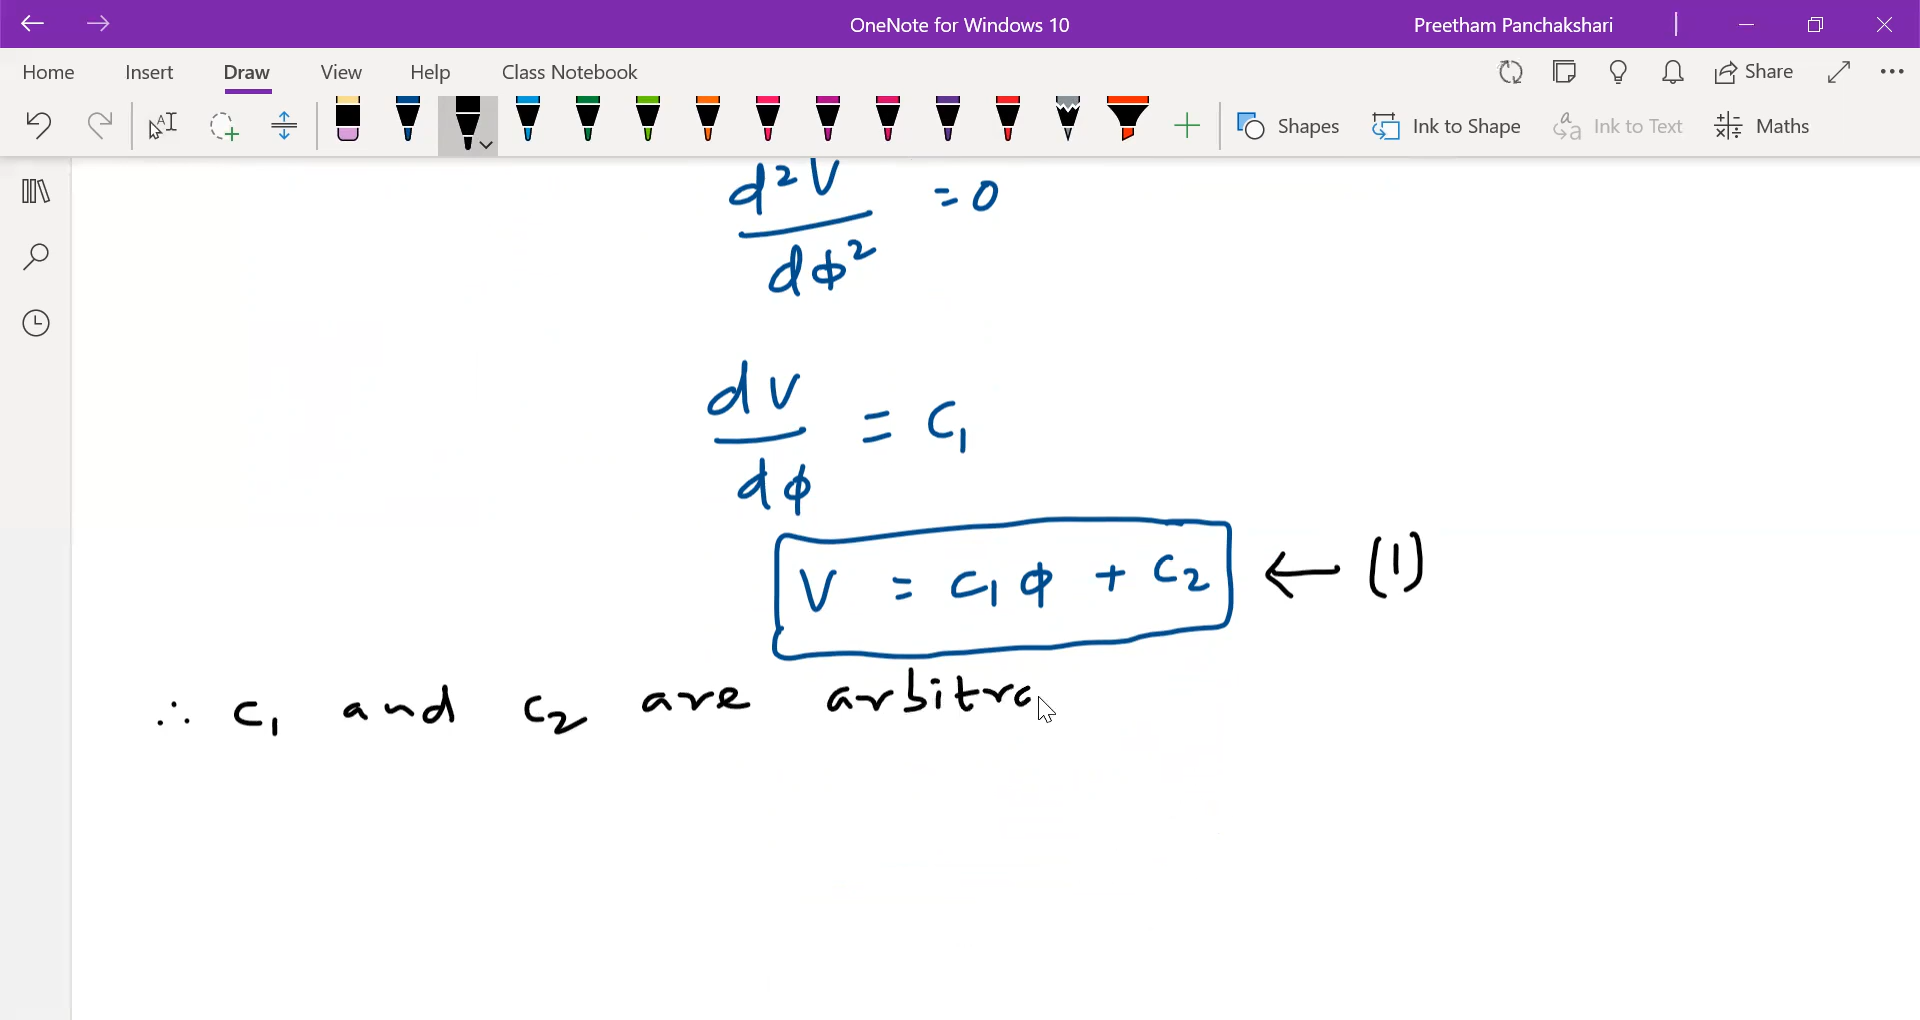 OneNote for Windows 10
Preetham Panchakshari
Home Insert Draw View Help Class Notebook Share
Shapes Ink to Shape Ink to Text Maths
d²V/dφ² = 0
dV/dφ = C₁
V = C₁ φ + C₂ ← (1)
∴ C₁ and C₂ are arbitra